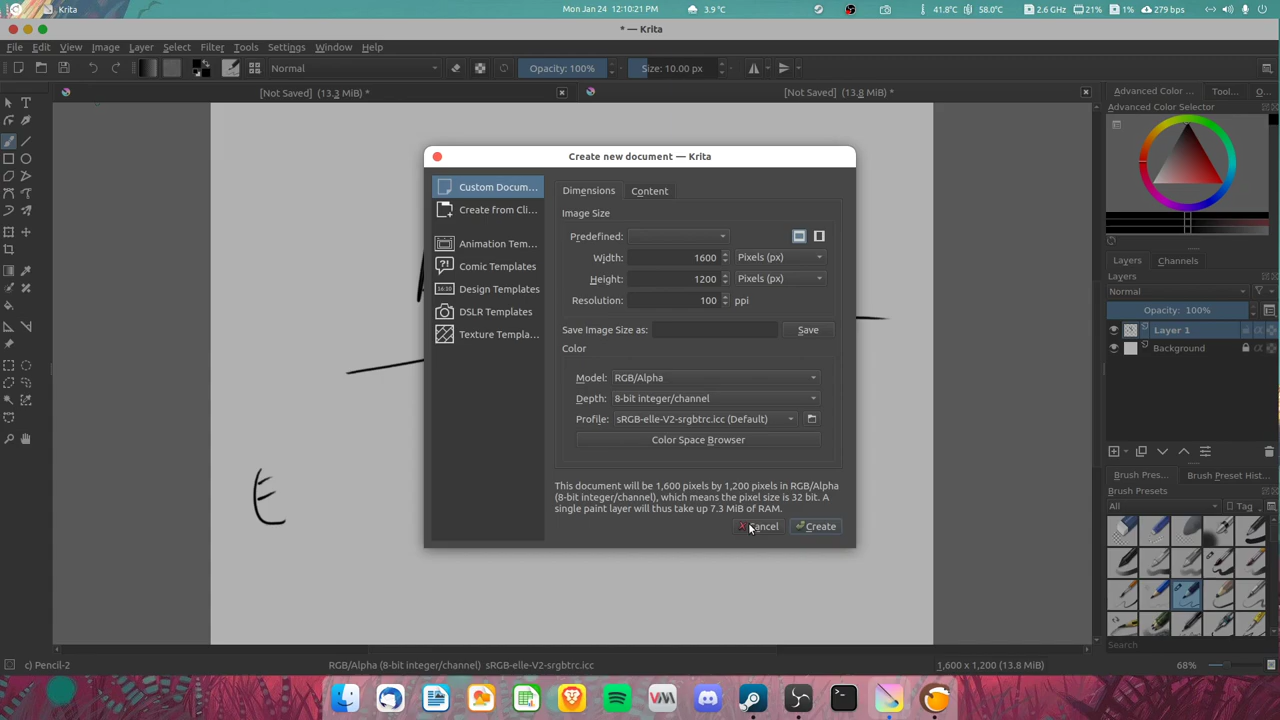 Krita
Mon Jan 24 12:10:21 PM
3.9°C
41.8°C 58.0°C 2.6 GHz 21% 1% 279 bps
* — Krita
File Edit View Image Layer Select Filter Tools Settings Window Help
Normal Opacity: 100% Size: 10.00 px
[Not Saved] (13.3 MiB) *
[Not Saved] (13.8 MiB) *
Create new document — Krita
Custom Docum...
Create from Cli...
Animation Tem...
Comic Templates
Design Templates
DSLR Templates
Texture Templa...
Dimensions Content
Image Size
Predefined:
Width: 1600 Pixels (px)
Height: 1200 Pixels (px)
Resolution: 100 ppi
Save Image Size as: Save
Color
Model: RGB/Alpha
Depth: 8-bit integer/channel
Profile: sRGB-elle-V2-srgbtrc.icc (Default)
Color Space Browser
This document will be 1,600 pixels by 1,200 pixels in RGB/Alpha
(8-bit integer/channel), which means the pixel size is 32 bit. A
single paint layer will thus take up 7.3 MiB of RAM.
Cancel Create
E
Advanced Color ... Tool... O...
Advanced Color Selector
Layers Channels
Layers
Normal
Opacity: 100%
Layer 1
Background
Brush Pres... Brush Preset Hist...
Brush Presets
All Tag
Search
c) Pencil-2
RGB/Alpha (8-bit integer/channel) sRGB-elle-V2-srgbtrc.icc
1,600 x 1,200 (13.8 MiB)
68%